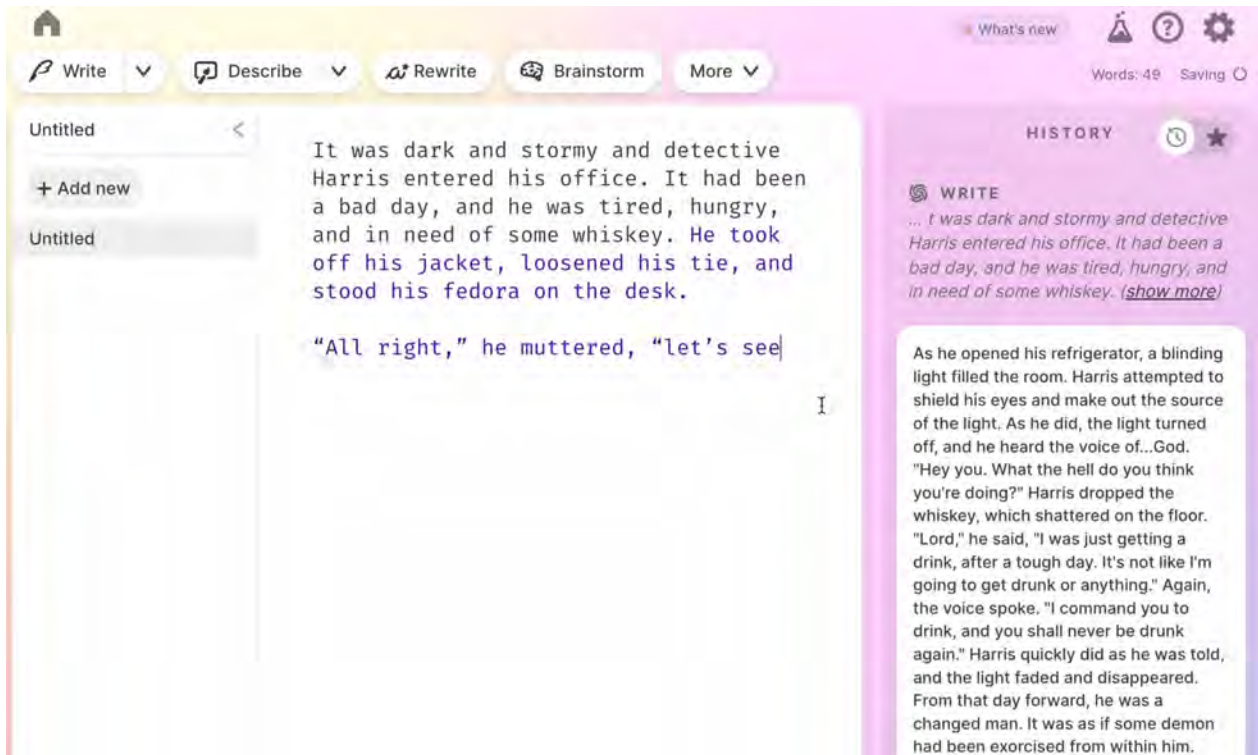 What's new
Write
Describe
Rewrite
Brainstorm
More
Words: 49 Saving
Untitled
+ Add new
Untitled
It was dark and stormy and detective
Harris entered his office. It had been
a bad day, and he was tired, hungry,
and in need of some whiskey. He took
off his jacket, loosened his tie, and
stood his fedora on the desk.
“All right,” he muttered, “let’s see
HISTORY
WRITE
... t was dark and stormy and detective
Harris entered his office. It had been a
bad day, and he was tired, hungry, and
in need of some whiskey. (show more)
As he opened his refrigerator, a blinding
light filled the room. Harris attempted to
shield his eyes and make out the source
of the light. As he did, the light turned
off, and he heard the voice of...God.
"Hey you. What the hell do you think
you're doing?" Harris dropped the
whiskey, which shattered on the floor.
"Lord," he said, "I was just getting a
drink, after a tough day. It's not like I'm
going to get drunk or anything." Again,
the voice spoke. "I command you to
drink, and you shall never be drunk
again." Harris quickly did as he was told,
and the light faded and disappeared.
From that day forward, he was a
changed man. It was as if some demon
had been exorcised from within him.